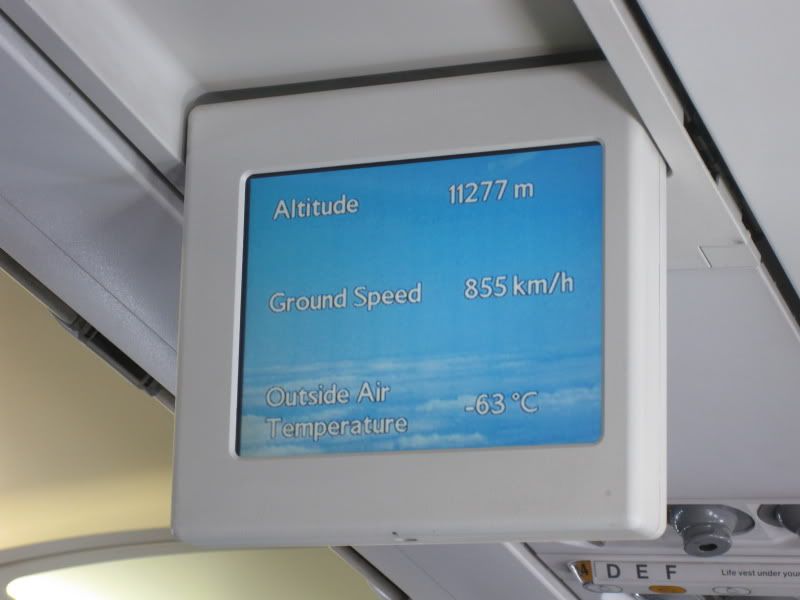 Altitude 11277 m
Ground Speed 855 km/h
Outside Air
Temperature -63 °C
D E F Life vest under your